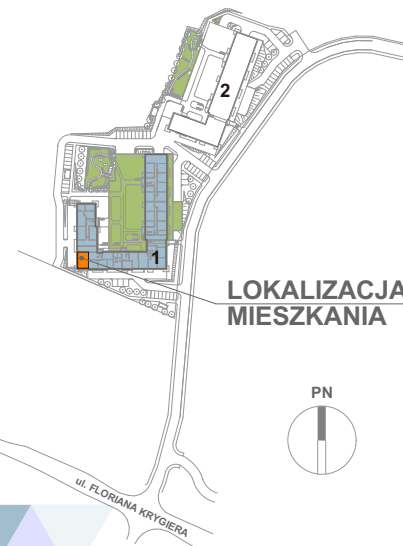 2
1
LOKALIZACJA
MIESZKANIA
PN
ul. FLORIANA KRYGIERA